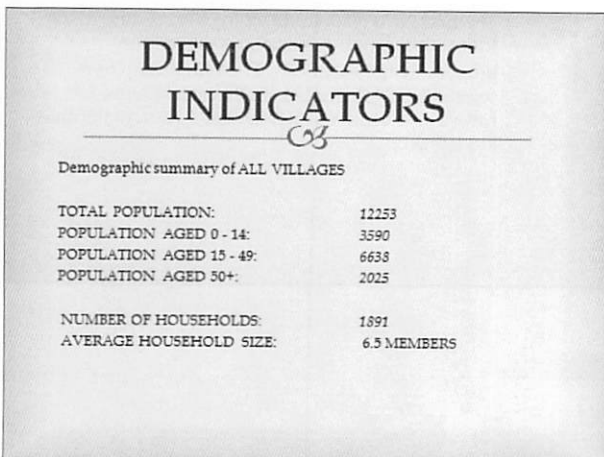 DEMOGRAPHIC
INDICATORS
Demographic summary of ALL VILLAGES
TOTAL POPULATION: 12253
POPULATION AGED 0 - 14: 3590
POPULATION AGED 15 - 49: 6638
POPULATION AGED 50+: 2025
NUMBER OF HOUSEHOLDS: 1891
AVERAGE HOUSEHOLD SIZE: 6.5 MEMBERS